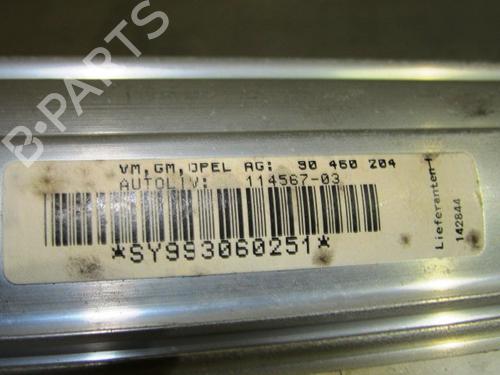 B-PARTS
VM,GM,OPEL AG: 90 460 204
AUTOLIV: 114567-03
*SY993060251*
Lieferanten-
142844